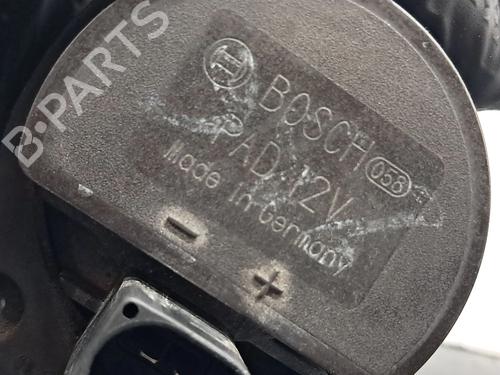 B-PARTS
BOSCH 058
PAD 12V
Made in Germany
- +